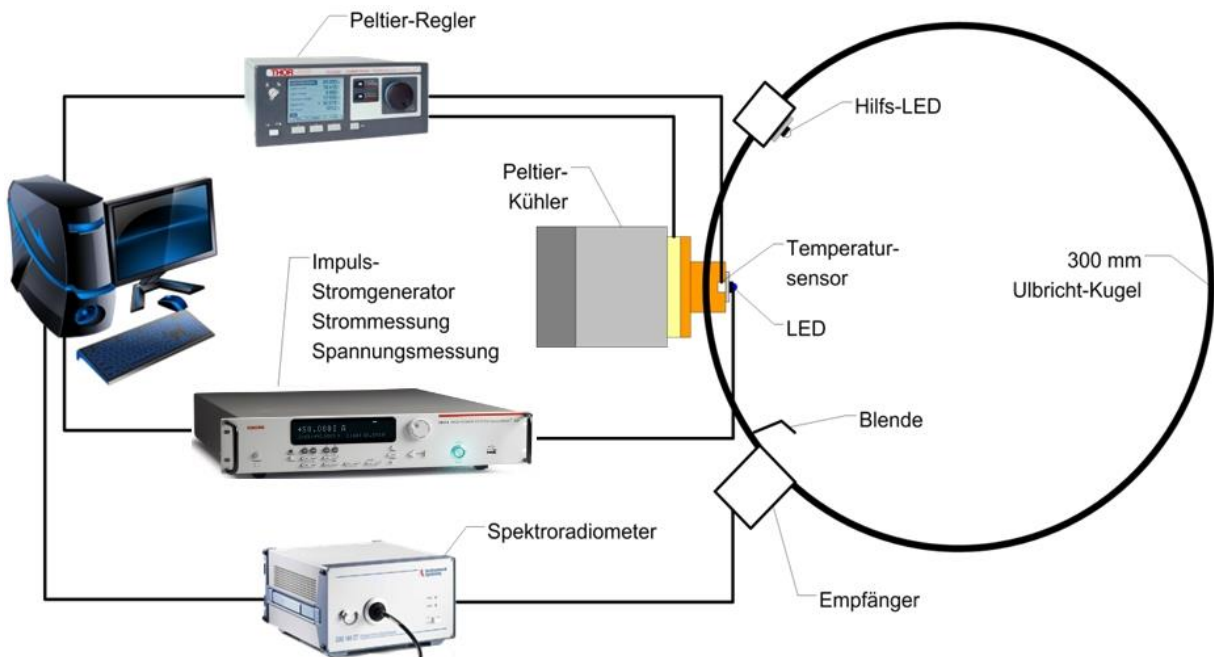 Peltier-Regler
THOR
Hilfs-LED
Peltier-
Kühler
Temperatur-
sensor
300 mm
Ulbricht-Kugel
LED
Impuls-
Stromgenerator
Strommessung
Spannungsmessung
Blende
Spektroradiometer
Empfänger